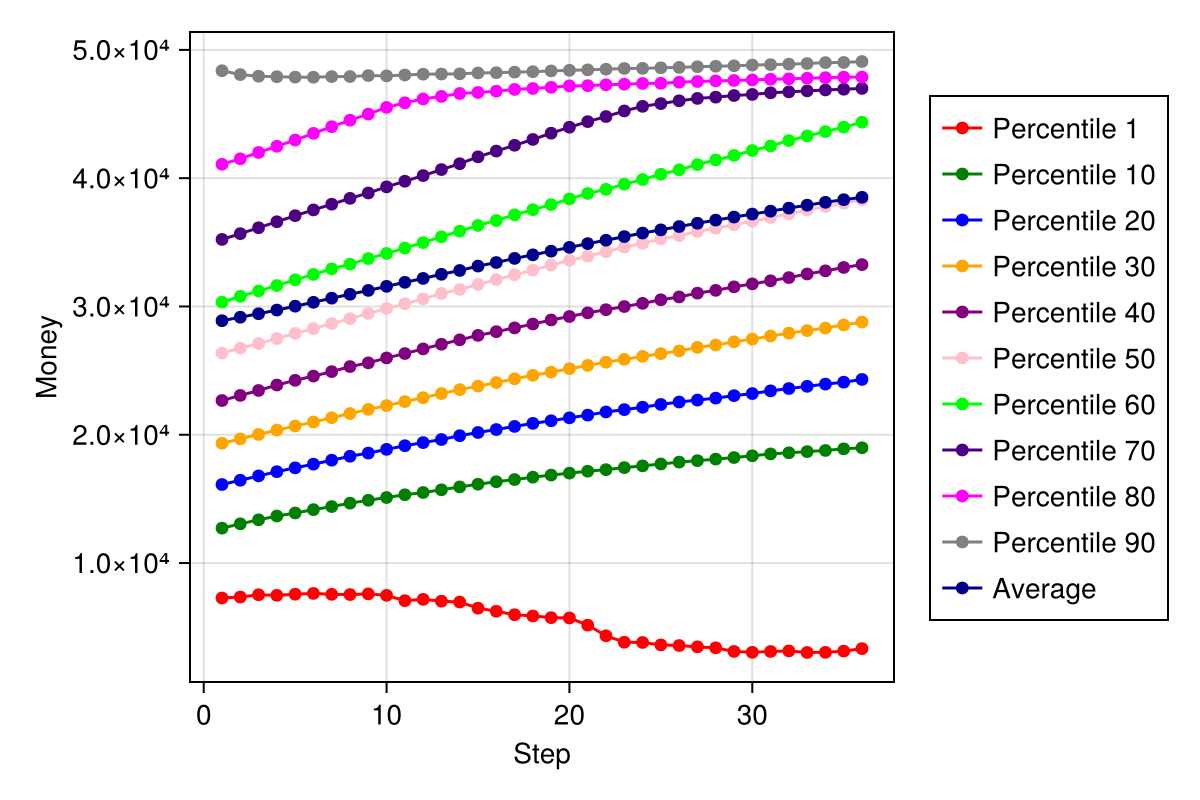 5.0×10⁴
4.0×10⁴
3.0×10⁴
2.0×10⁴
1.0×10⁴
Money
0 10 20 30
Step
Percentile 1
Percentile 10
Percentile 20
Percentile 30
Percentile 40
Percentile 50
Percentile 60
Percentile 70
Percentile 80
Percentile 90
Average